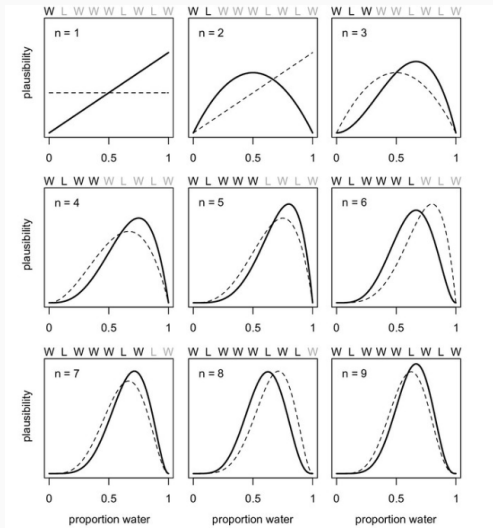 W L W W W L W L W
W L W W W L W L W
W L W W W L W L W
plausibility
n = 1
n = 2
n = 3
0 0.5 1
0 0.5 1
0 0.5 1
W L W W W L W L W
W L W W W L W L W
W L W W W L W L W
plausibility
n = 4
n = 5
n = 6
0 0.5 1
0 0.5 1
0 0.5 1
W L W W W L W L W
W L W W W L W L W
W L W W W L W L W
plausibility
n = 7
n = 8
n = 9
0 0.5 1
0 0.5 1
0 0.5 1
proportion water
proportion water
proportion water